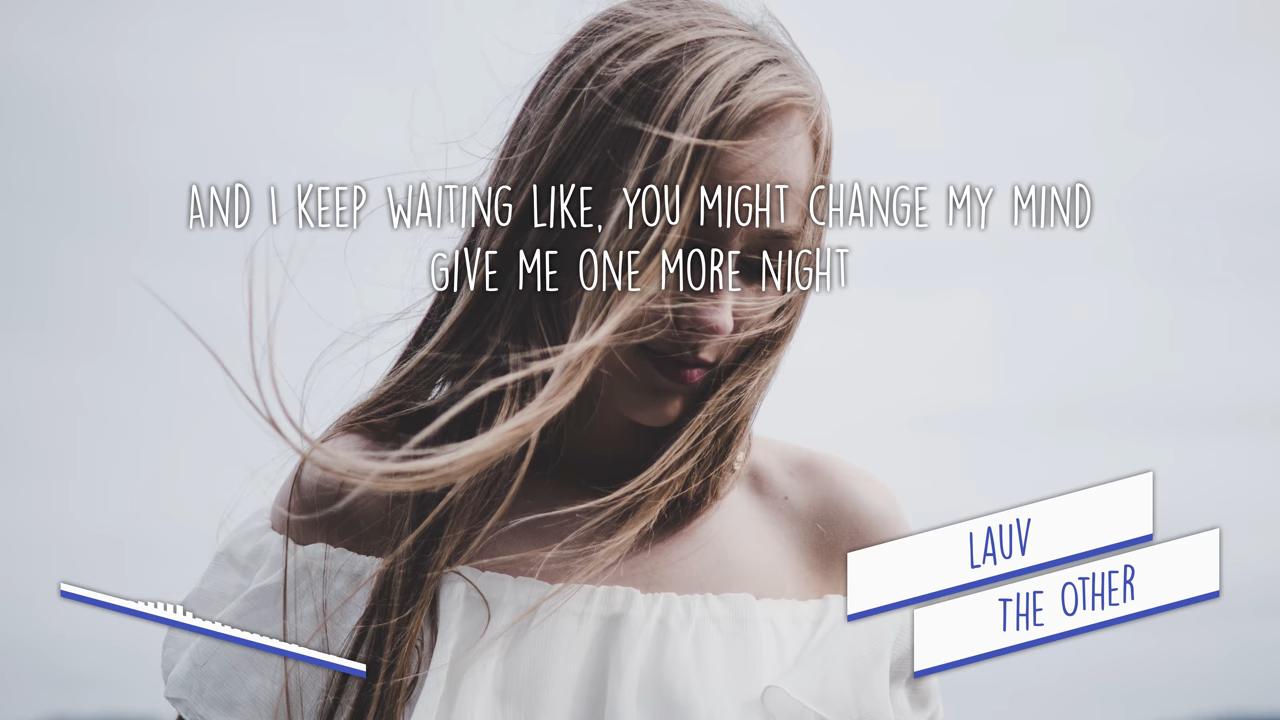 AND I KEEP WAITING LIKE, YOU MIGHT CHANGE MY MIND
GIVE ME ONE MORE NIGHT
LAUV
THE OTHER